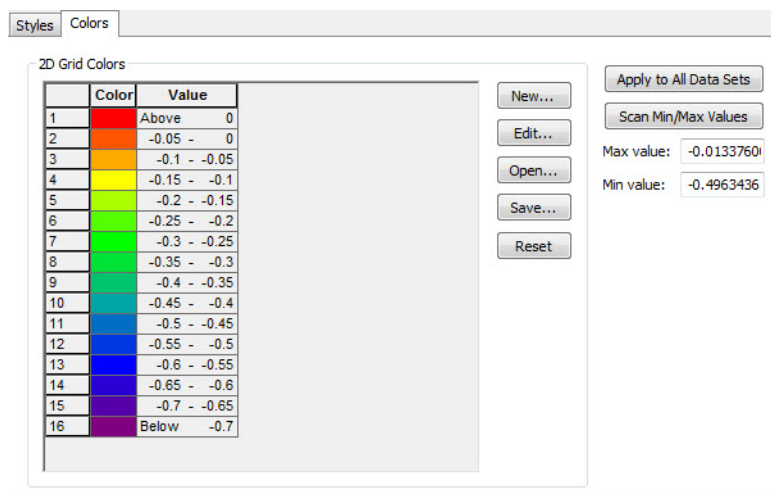 Styles Colors
2D Grid Colors
Color Value
1 Above 0
2 -0.05 - 0
3 -0.1 - -0.05
4 -0.15 - -0.1
5 -0.2 - -0.15
6 -0.25 - -0.2
7 -0.3 - -0.25
8 -0.35 - -0.3
9 -0.4 - -0.35
10 -0.45 - -0.4
11 -0.5 - -0.45
12 -0.55 - -0.5
13 -0.6 - -0.55
14 -0.65 - -0.6
15 -0.7 - -0.65
16 Below -0.7
New...
Edit...
Open...
Save...
Reset
Apply to All Data Sets
Scan Min/Max Values
Max value: -0.0133760
Min value: -0.4963436